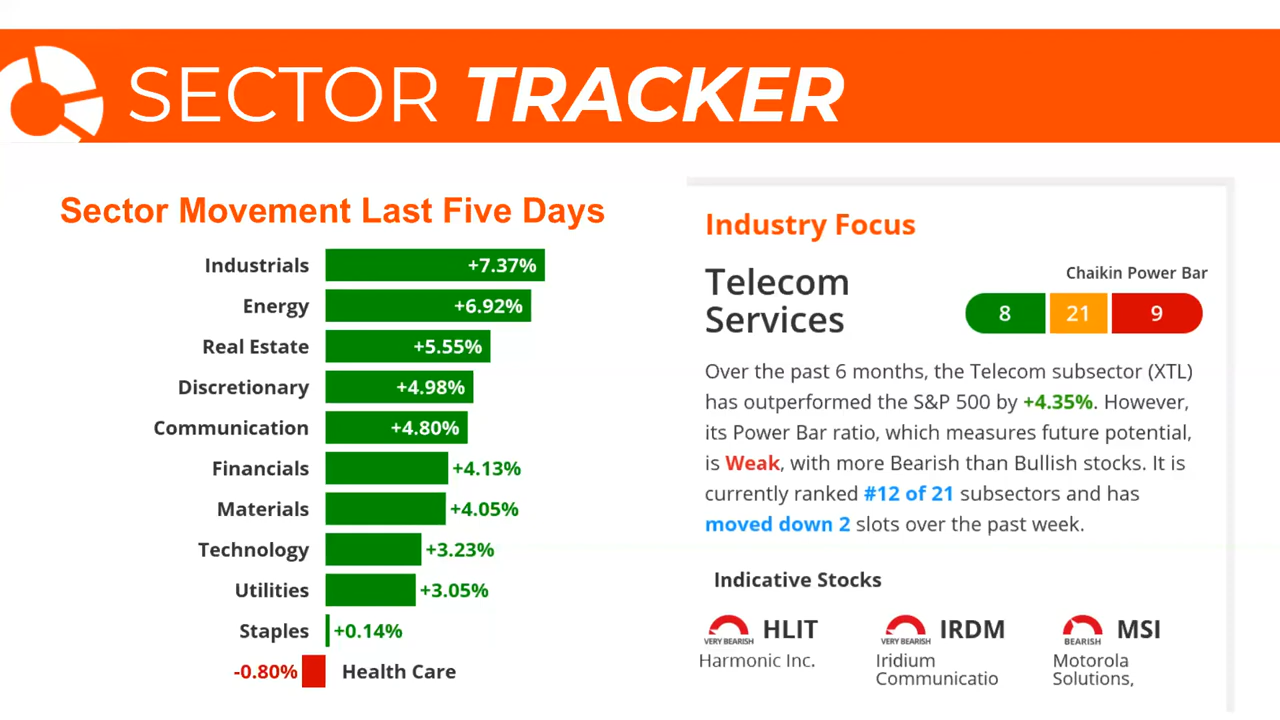 SECTOR TRACKER
Sector Movement Last Five Days
Industrials +7.37%
Energy +6.92%
Real Estate +5.55%
Discretionary +4.98%
Communication +4.80%
Financials +4.13%
Materials +4.05%
Technology +3.23%
Utilities +3.05%
Staples +0.14%
-0.80% Health Care
Industry Focus
Telecom
Services
Chaikin Power Bar
8 21 9
Over the past 6 months, the Telecom subsector (XTL)
has outperformed the S&P 500 by +4.35%. However,
its Power Bar ratio, which measures future potential,
is Weak, with more Bearish than Bullish stocks. It is
currently ranked #12 of 21 subsectors and has
moved down 2 slots over the past week.
Indicative Stocks
VERY BEARISH HLIT
Harmonic Inc.
VERY BEARISH IRDM
Iridium
Communicatio
BEARISH MSI
Motorola
Solutions,